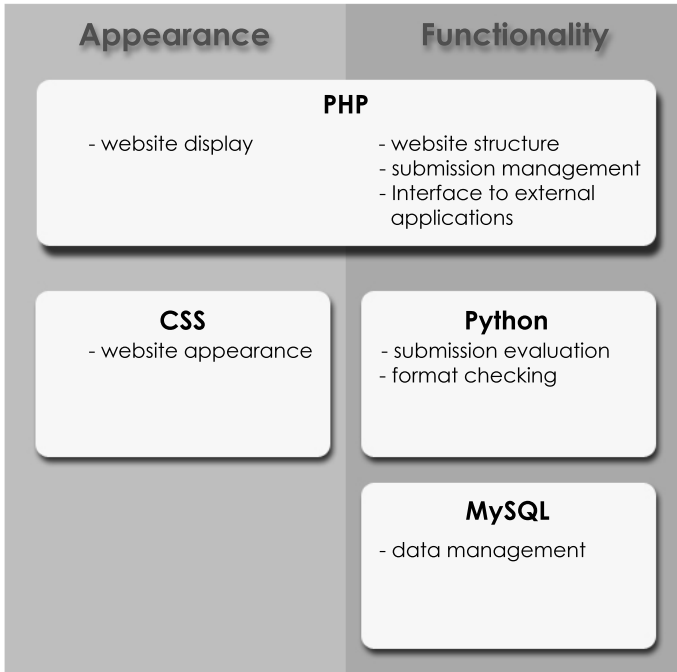 Appearance
Functionality
PHP
- website display
- website structure
- submission management
- Interface to external
applications
CSS
- website appearance
Python
- submission evaluation
- format checking
MySQL
- data management